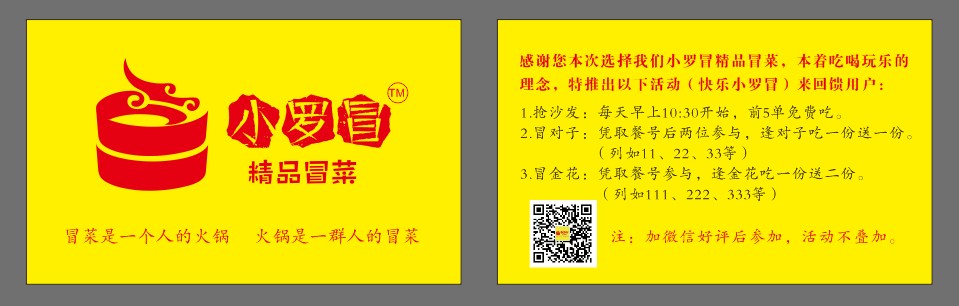 小罗冒
TM
精品冒菜
冒菜是一个人的火锅 火锅是一群人的冒菜
感谢您本次选择我们小罗冒精品冒菜，本着吃喝玩乐的
理念，特推出以下活动（快乐小罗冒）来回馈用户：
1.抢沙发：每天早上10:30开始，前5单免费吃。
2.冒对子：凭取餐号后两位参与，逢对子吃一份送一份。
（列如11、22、33等）
3.冒金花：凭取餐号参与，逢金花吃一份送二份。
（列如111、222、333等）
注：加微信好评后参加，活动不叠加。